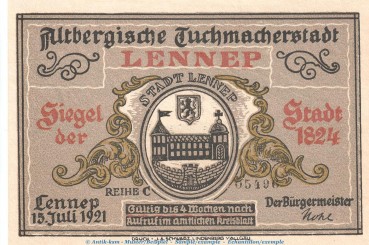 Altbergische Tuchmacherstadt
LENNEP
STADT LENNEP
Siegel der
Stadt 1824
REIHE C
Lennep
15. Juli 1921
Gültig bis 4 Wochen nach
Aufruf im amtlichen Kreisblatt
Der Bürgermeister